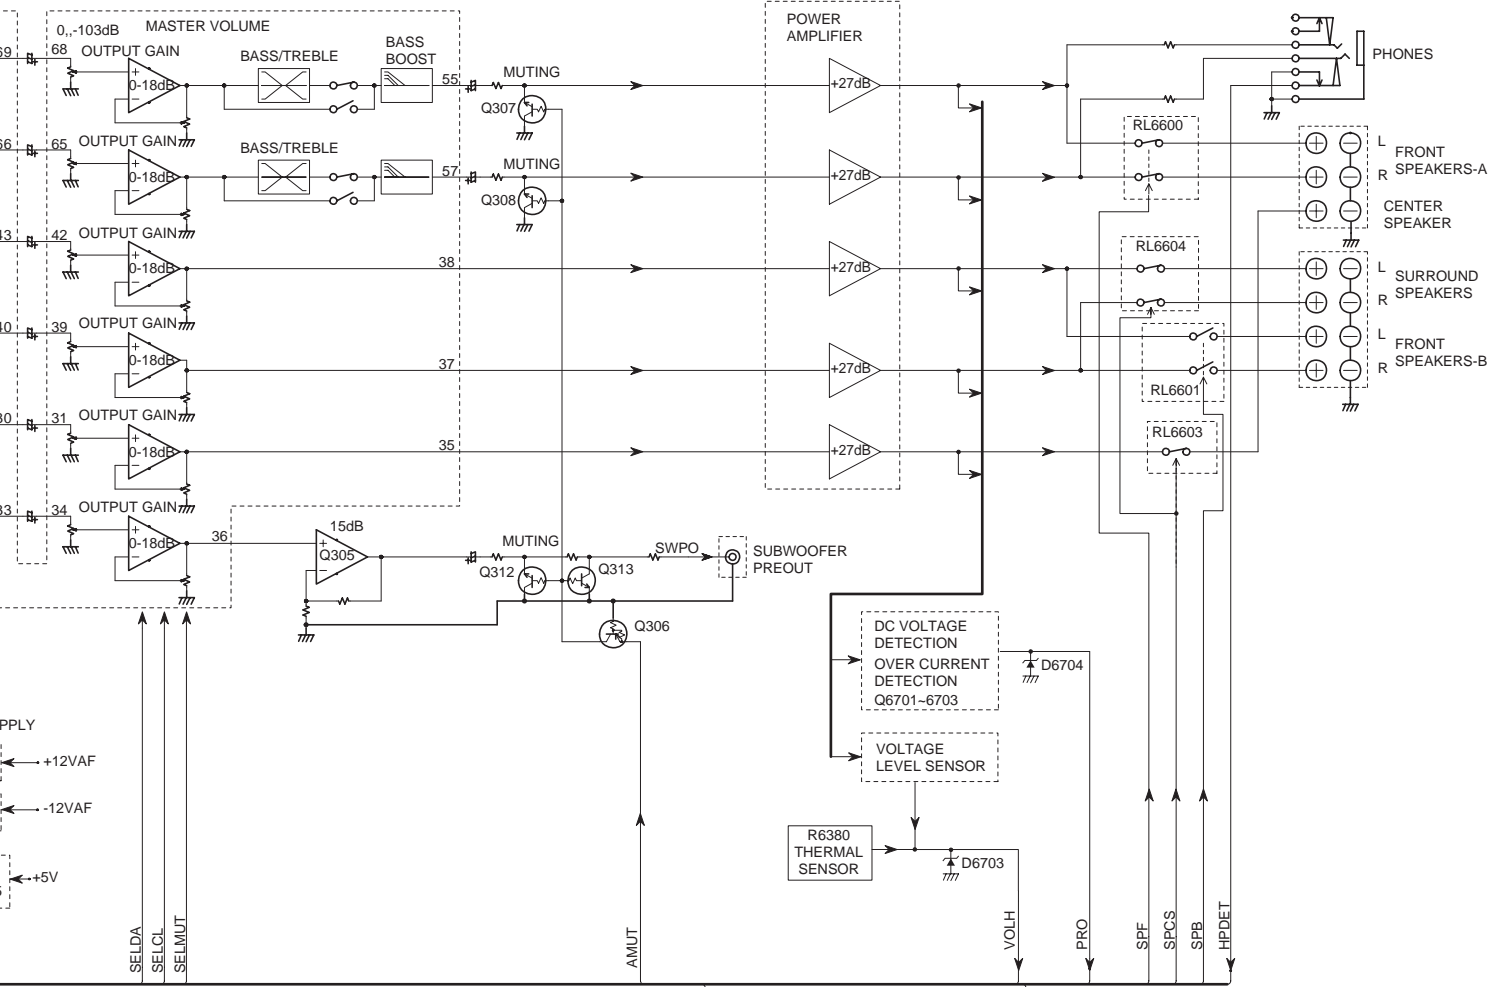 0,,-103dB MASTER VOLUME
69 68 OUTPUT GAIN
+
0-18dB
−
BASS/TREBLE
BASS
BOOST
55
MUTING
Q307
POWER
AMPLIFIER
+27dB
PHONES
66 65 OUTPUT GAIN
+
0-18dB
−
BASS/TREBLE
57
MUTING
Q308
+27dB
RL6600
+ − L
FRONT
SPEAKERS-A
+ − R
+ − CENTER
SPEAKER
43 42 OUTPUT GAIN
+
0-18dB
−
38
+27dB
RL6604
+ − L
SURROUND
SPEAKERS
+ − R
40 39 OUTPUT GAIN
+
0-18dB
−
37
+27dB
RL6601
+ − L
FRONT
SPEAKERS-B
+ − R
30 31 OUTPUT GAIN
+
0-18dB
−
35
+27dB
RL6603
33 34 OUTPUT GAIN
+
0-18dB
−
36
15dB
+
Q305
−
MUTING
Q312
Q313
SWPO
SUBWOOFER
PREOUT
Q306
DC VOLTAGE
DETECTION
OVER CURRENT
DETECTION
Q6701~6703
D6704
VOLTAGE
LEVEL SENSOR
R6380
THERMAL
SENSOR
D6703
PPLY
+12VAF
-12VAF
+5V
SELDA
SELCL
SELMUT
AMUT
VOLH
PRO
SPF
SPCS
SPB
HPDET